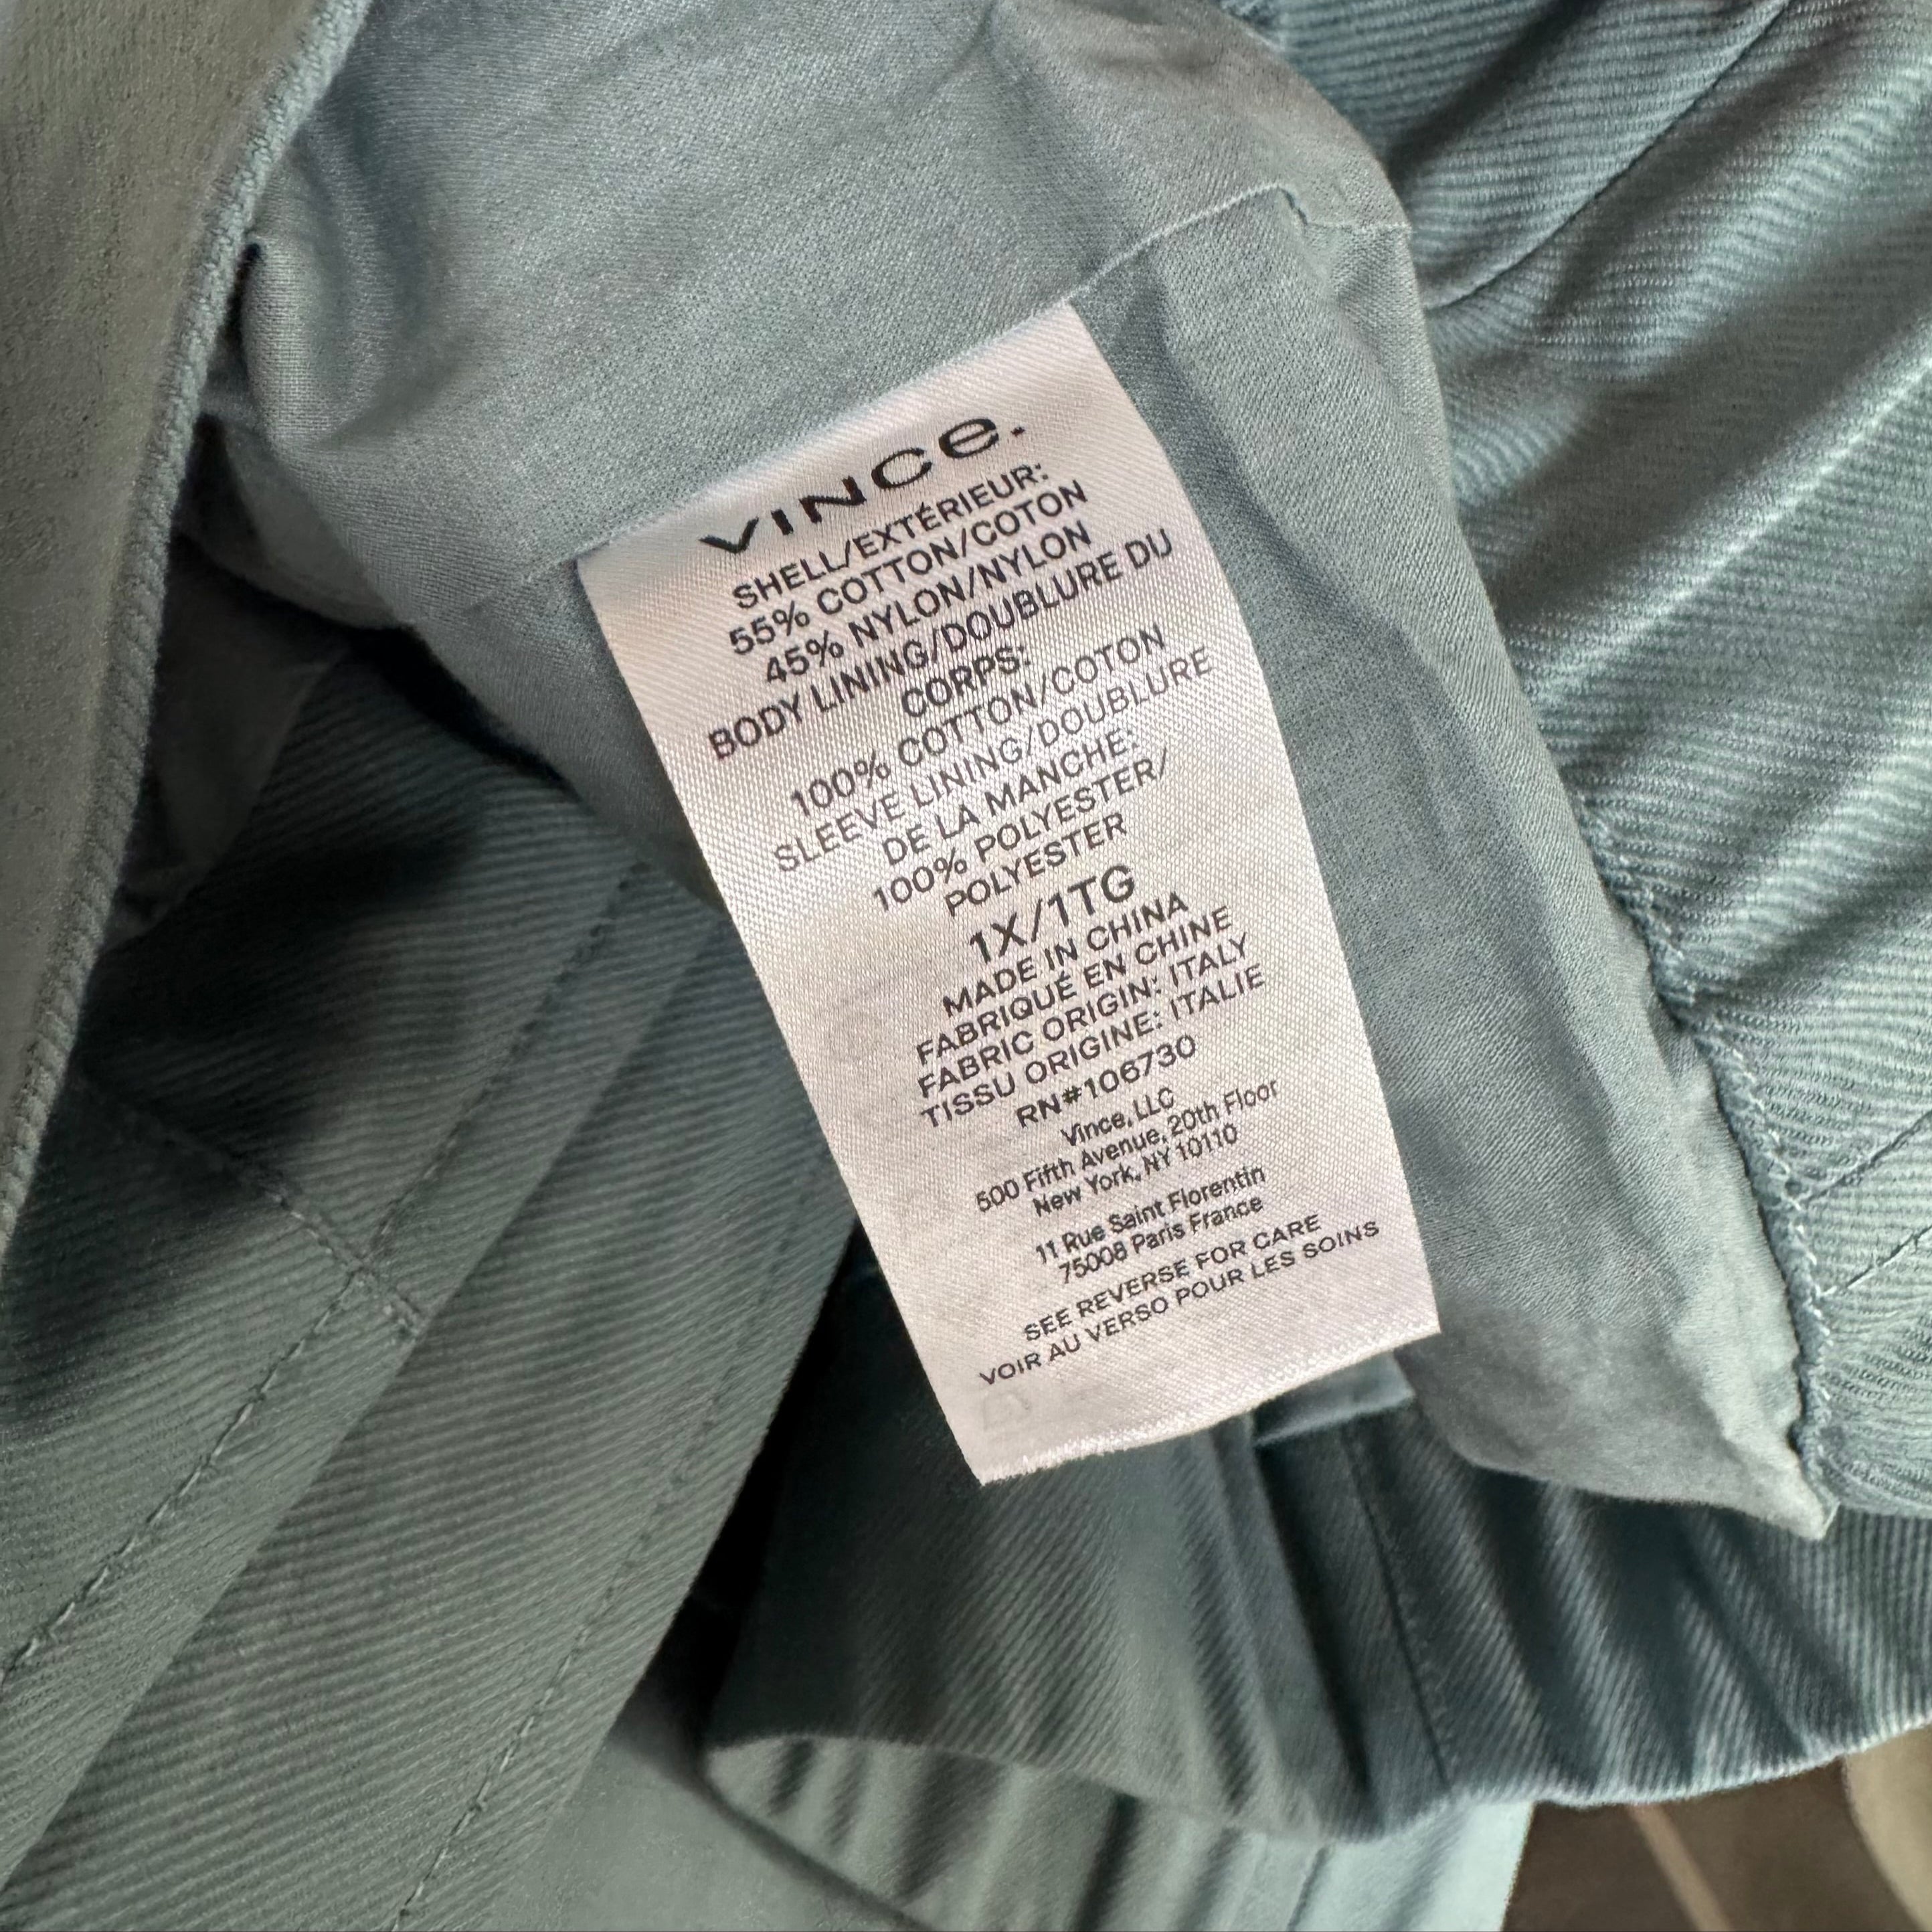 VINCe.
SHELL/EXTÉRIEUR:
55% COTTON/COTON
45% NYLON/NYLON
BODY LINING/DOUBLURE DU
CORPS:
100% COTTON/COTON
SLEEVE LINING/DOUBLURE
DE LA MANCHE:
100% POLYESTER/
POLYESTER
1X/1TG
MADE IN CHINA
FABRIQUÉ EN CHINE
FABRIC ORIGIN: ITALY
TISSU ORIGINE: ITALIE
RN#106730
Vince, LLC
500 Fifth Avenue, 20th Floor
New York, NY 10110
11 Rue Saint Florentin
75008 Paris France
SEE REVERSE FOR CARE
VOIR AU VERSO POUR LES SOINS